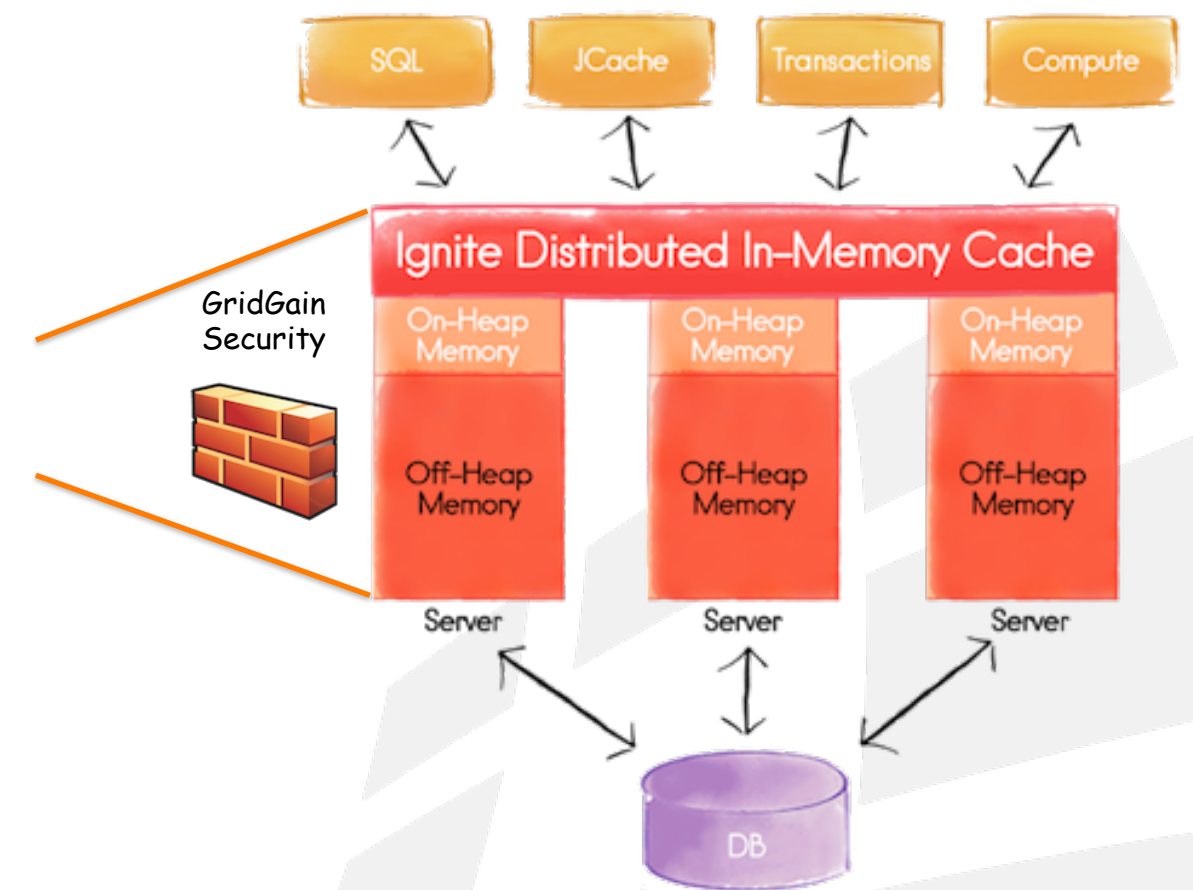 SQL
JCache
Transactions
Compute
Ignite Distributed In-Memory Cache
GridGain
Security
On-Heap
Memory
On-Heap
Memory
On-Heap
Memory
Off-Heap
Memory
Off-Heap
Memory
Off-Heap
Memory
Server
Server
Server
DB